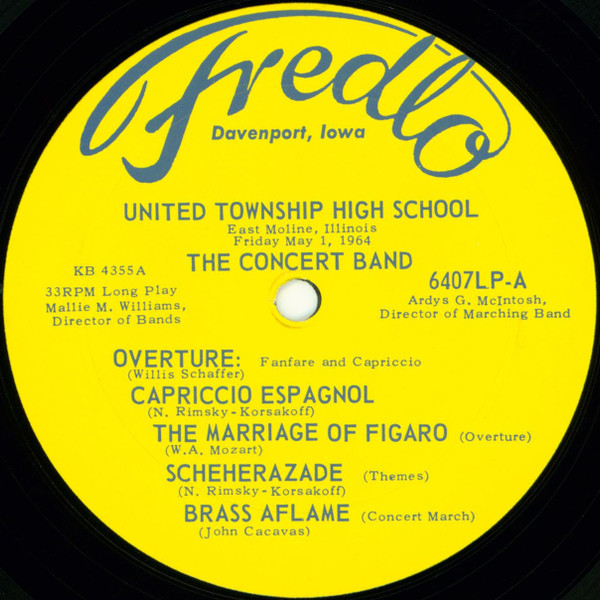 Fredlo
Davenport, Iowa
UNITED TOWNSHIP HIGH SCHOOL
East Moline, Illinois
Friday May 1, 1964
THE CONCERT BAND
KB 4355A
33RPM Long Play
Mallie M. Williams,
Director of Bands
6407LP-A
Ardys G. McIntosh,
Director of Marching Band
OVERTURE: Fanfare and Capriccio
(Willis Schaffer)
CAPRICCIO ESPAGNOL
(N. Rimsky-Korsakoff)
THE MARRIAGE OF FIGARO (Overture)
(W.A. Mozart)
SCHEHERAZADE (Themes)
(N. Rimsky-Korsakoff)
BRASS AFLAME (Concert March)
(John Cacavas)